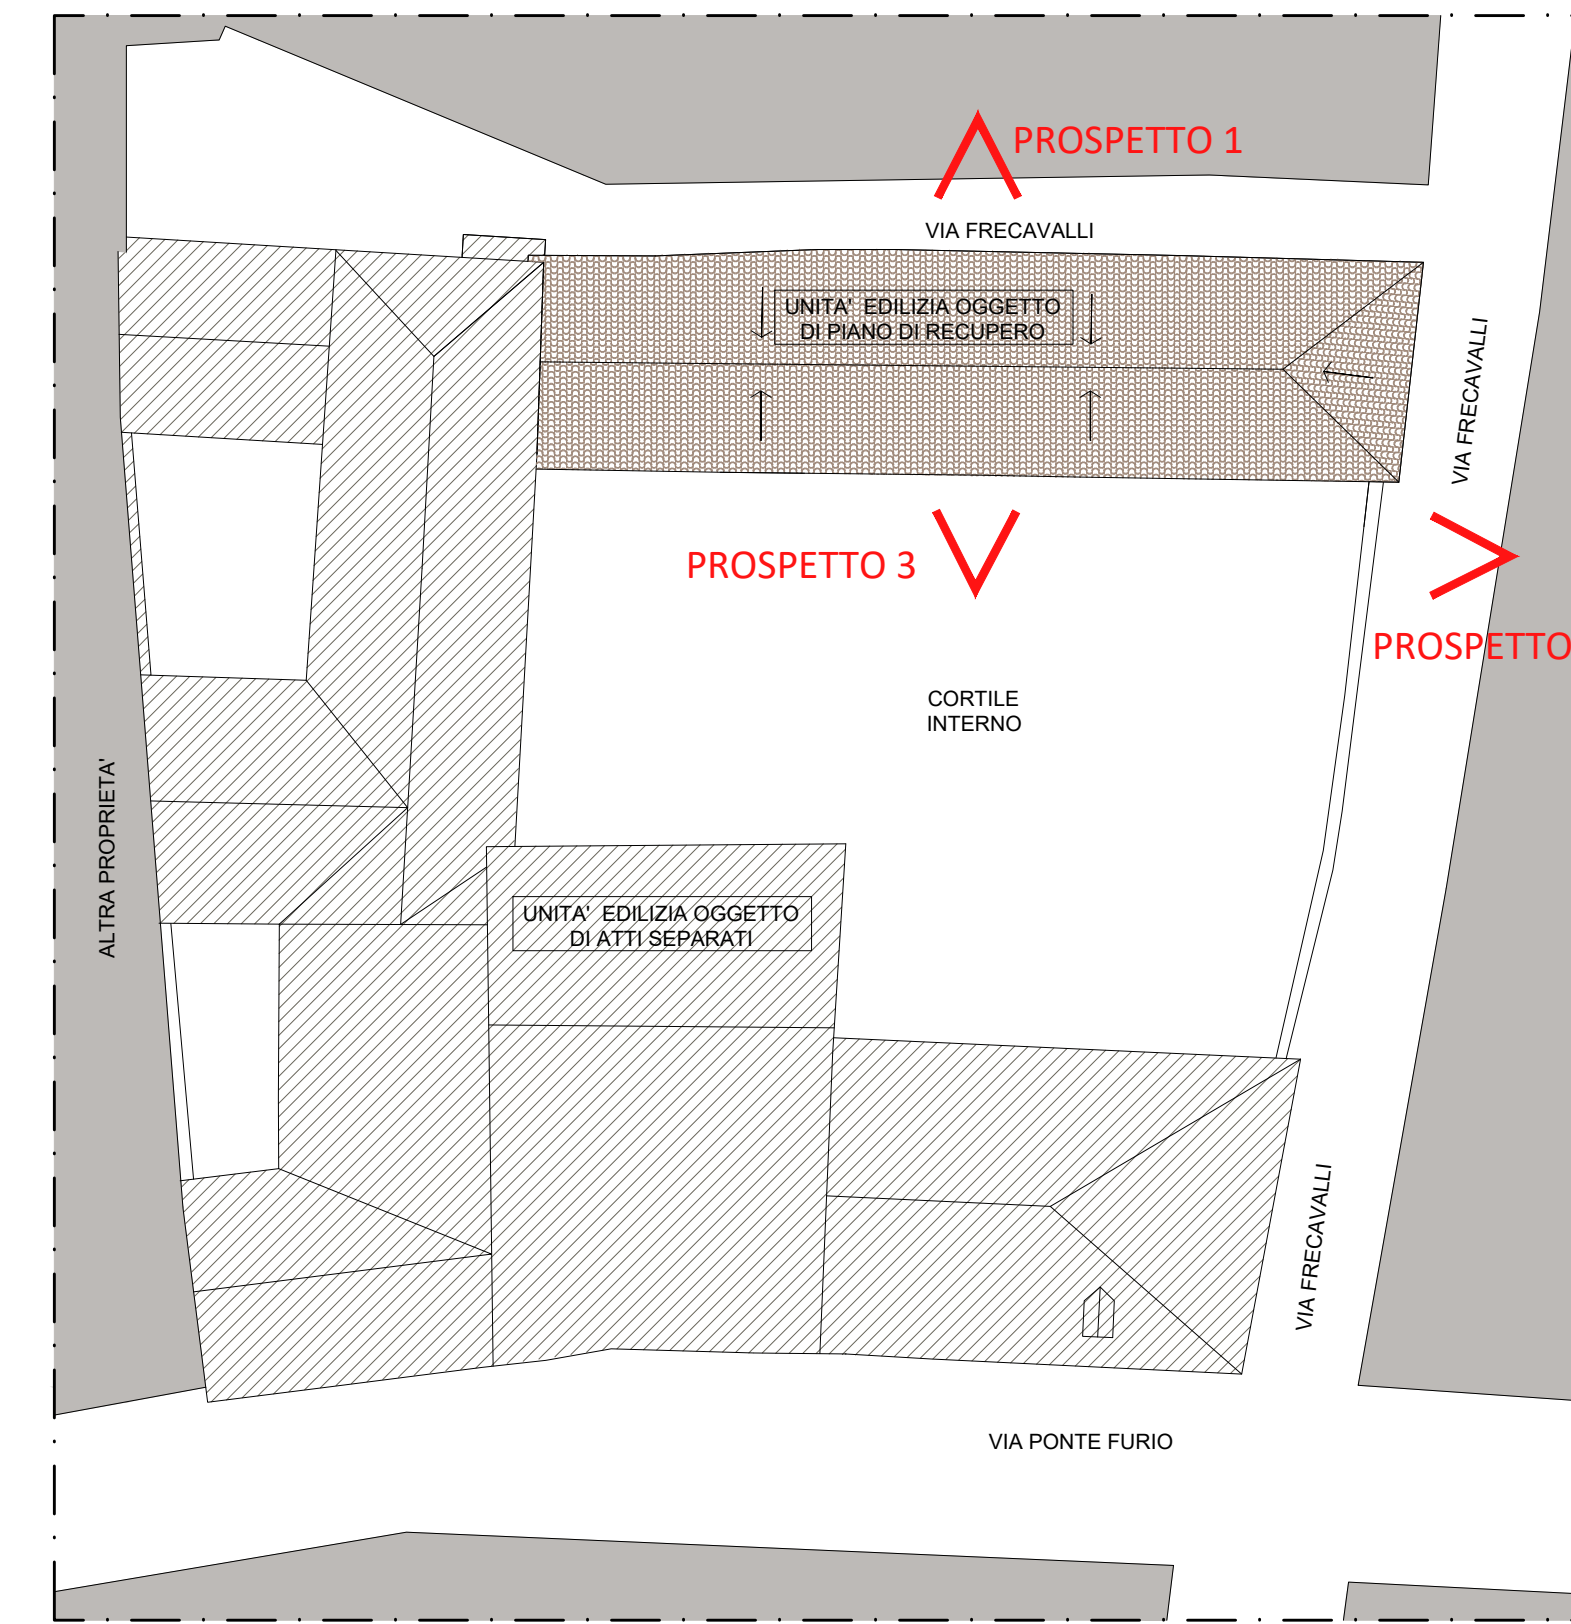 PROSPETTO 1
VIA FRECAVALLI
UNITA' EDILIZIA OGGETTO
DI PIANO DI RECUPERO
VIA FRECAVALLI
PROSPETTO 3
PROSPETTO
CORTILE
INTERNO
ALTRA PROPRIETA'
UNITA' EDILIZIA OGGETTO
DI ATTI SEPARATI
VIA FRECAVALLI
VIA PONTE FURIO